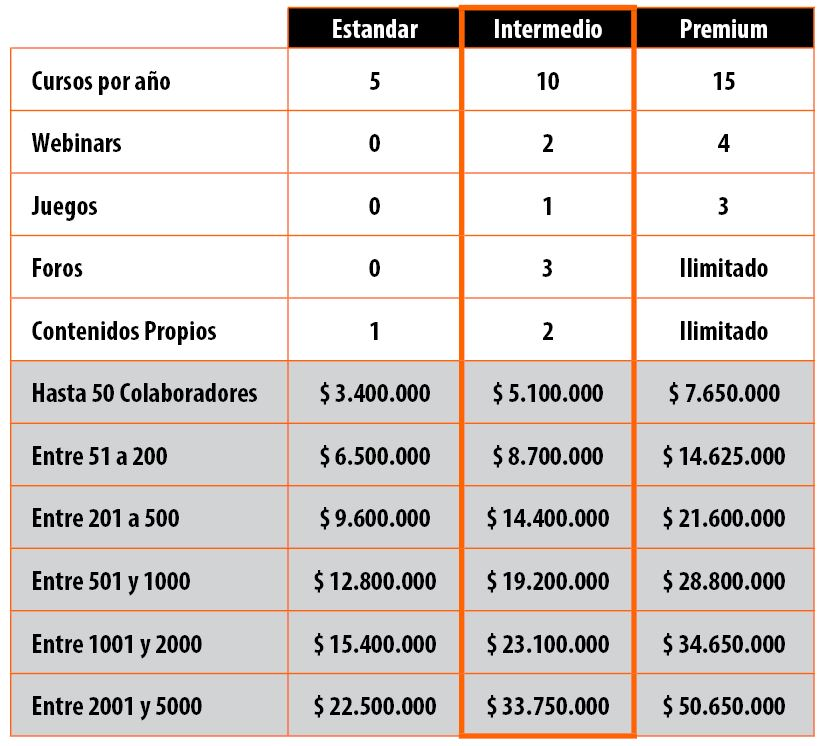 Estandar Intermedio Premium
Cursos por año 5 10 15
Webinars 0 2 4
Juegos 0 1 3
Foros 0 3 Ilimitado
Contenidos Propios 1 2 Ilimitado
Hasta 50 Colaboradores $ 3.400.000 $ 5.100.000 $ 7.650.000
Entre 51 a 200 $ 6.500.000 $ 8.700.000 $ 14.625.000
Entre 201 a 500 $ 9.600.000 $ 14.400.000 $ 21.600.000
Entre 501 y 1000 $ 12.800.000 $ 19.200.000 $ 28.800.000
Entre 1001 y 2000 $ 15.400.000 $ 23.100.000 $ 34.650.000
Entre 2001 y 5000 $ 22.500.000 $ 33.750.000 $ 50.650.000